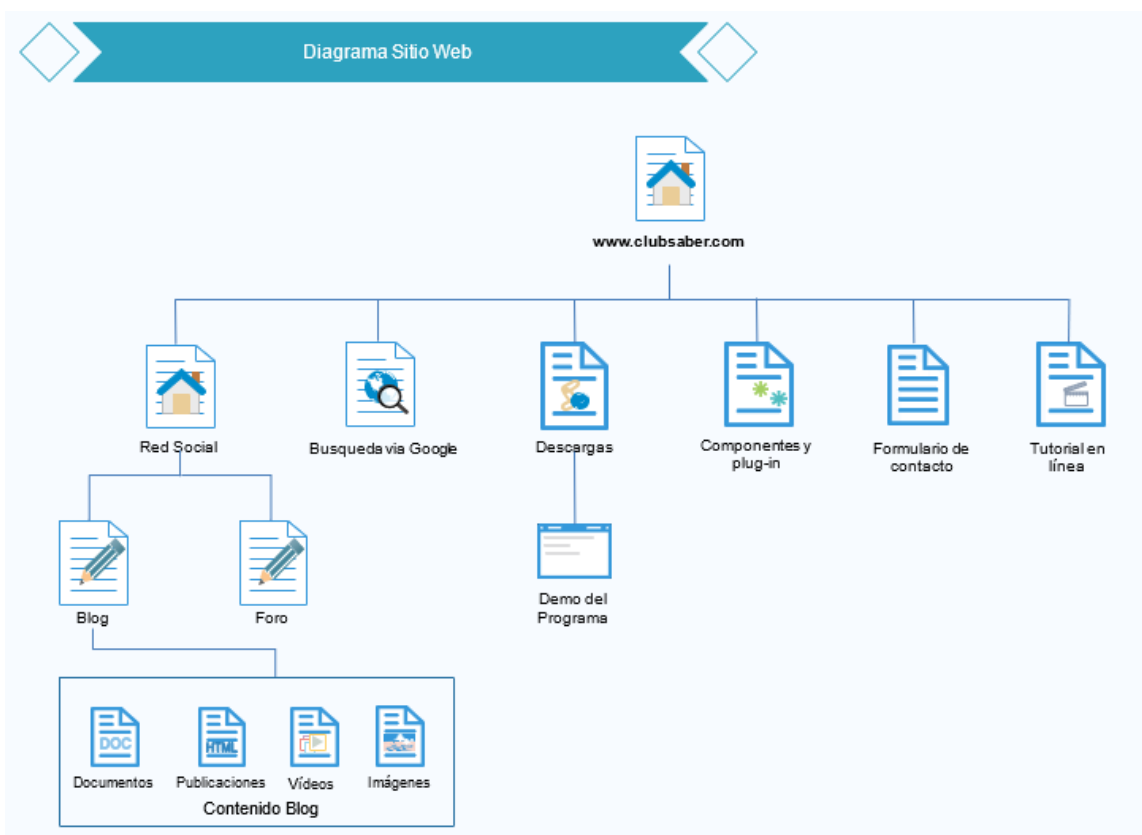 Diagrama Sitio Web
www.clubsaber.com
Red Social
Busqueda via Google
Descargas
Componentes y
plug-in
Formulario de
contacto
Tutorial en
línea
Blog
Foro
Demo del
Programa
DOC
HTML
Documentos
Publicaciones
Vídeos
Imágenes
Contenido Blog